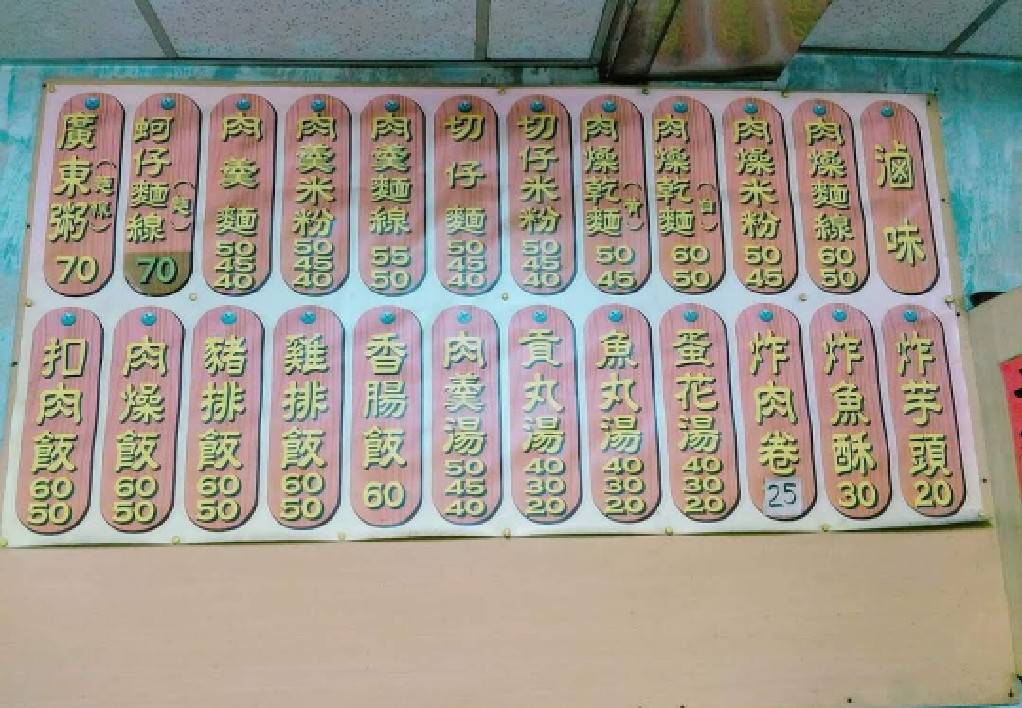 廣東粥 70
蚵仔麵線 70
肉羹麵 50 45 40
肉羹米粉 50 45 40
肉羹麵線 55 50
切仔麵 50 45 40
切仔米粉 50 45 40
肉燥乾麵(黃) 50 45
肉燥乾麵(白) 60 50
肉燥米粉 50 45
肉燥麵線 60 50
滷味
扣肉飯 60 50
肉燥飯 60 50
豬排飯 60 50
雞排飯 60 50
香腸飯 60
肉羹湯 50 45 40
貢丸湯 40 30 20
魚丸湯 40 30 20
蛋花湯 40 30 20
炸肉卷 25
炸魚酥 30
炸芋頭 20